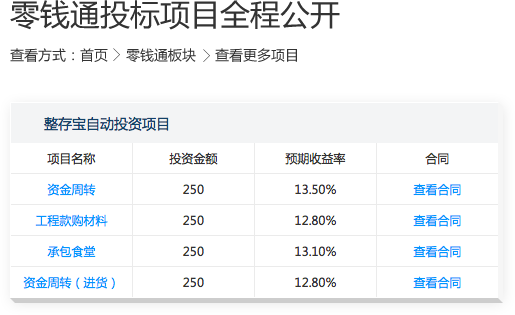 零钱通投标项目全程公开
查看方式：首页 > 零钱通板块 > 查看更多项目
整存宝自动投资项目
项目名称 投资金额 预期收益率 合同
资金周转 250 13.50% 查看合同
工程款购材料 250 12.80% 查看合同
承包食堂 250 13.10% 查看合同
资金周转（进货） 250 12.80% 查看合同